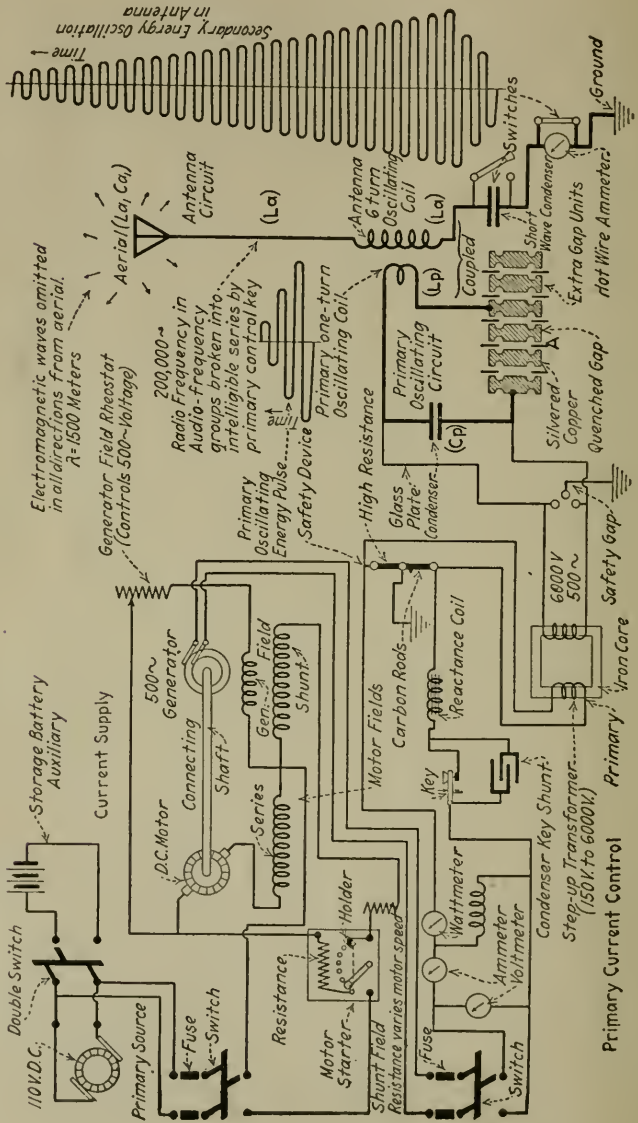 Electromagnetic waves omitted
in all directions from aerial.
λ=1500 Meters
Time →
Secondary Energy Oscillation
in Antenna
Storage Battery
Auxiliary
Double Switch
110 V. D.C.
Current Supply
Generator Field Rheostat
(Controls 500~Voltage)
Aerial (La, Ca,)
Antenna
Circuit
(La)
200,000~
Radio Frequency in
Audio-Frequency
groups broken into
intelligible series by
primary control key
Primary Source
Fuse
Switch
D.C. Motor
Connecting
Shaft
500~
Generator
Gen. Field
Series
Shunt
Motor Fields
Primary
Oscillating
Energy Pulse
Time
Safety Device
Antenna
6 turn
Oscillating
Coil
(La)
Primary one-turn
Oscillating Coil
(Lp)
Coupled
Switches
Resistance
Motor
Starter
Holder
Shunt Field
Resistance varies motor speed
High Resistance
Carbon Rods
Reactance Coil
Primary
Oscillating
Circuit
Glass
Plate
Condenser
(Cp)
Short
Wave Condenser
Ground
Extra Gap Units
Hot Wire Ammeter
Silvered
Copper
A
Quenched Gap
Fuse
Switch
Wattmeter
Ammeter
Voltmeter
Key
Condenser Key Shunt
6000 V
500~
Safety Gap
Step-up Transformer
(150 V. to 6000 V.)
Primary
Iron Core
Primary Current Control